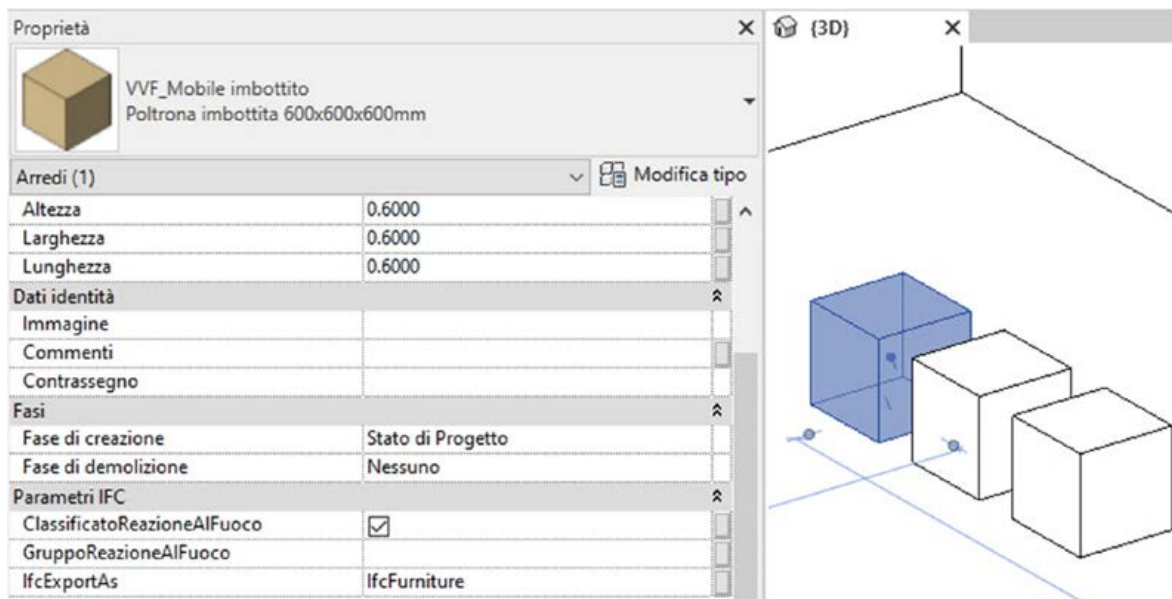 Proprietà
{3D}
VVF_Mobile imbottito
Poltrona imbottita 600x600x600mm
Arredi (1)
Modifica tipo
Altezza 0.6000
Larghezza 0.6000
Lunghezza 0.6000
Dati identità
Immagine
Commenti
Contrassegno
Fasi
Fase di creazione Stato di Progetto
Fase di demolizione Nessuno
Parametri IFC
ClassificatoReazioneAlFuoco
GruppoReazioneAlFuoco
IfcExportAs IfcFurniture